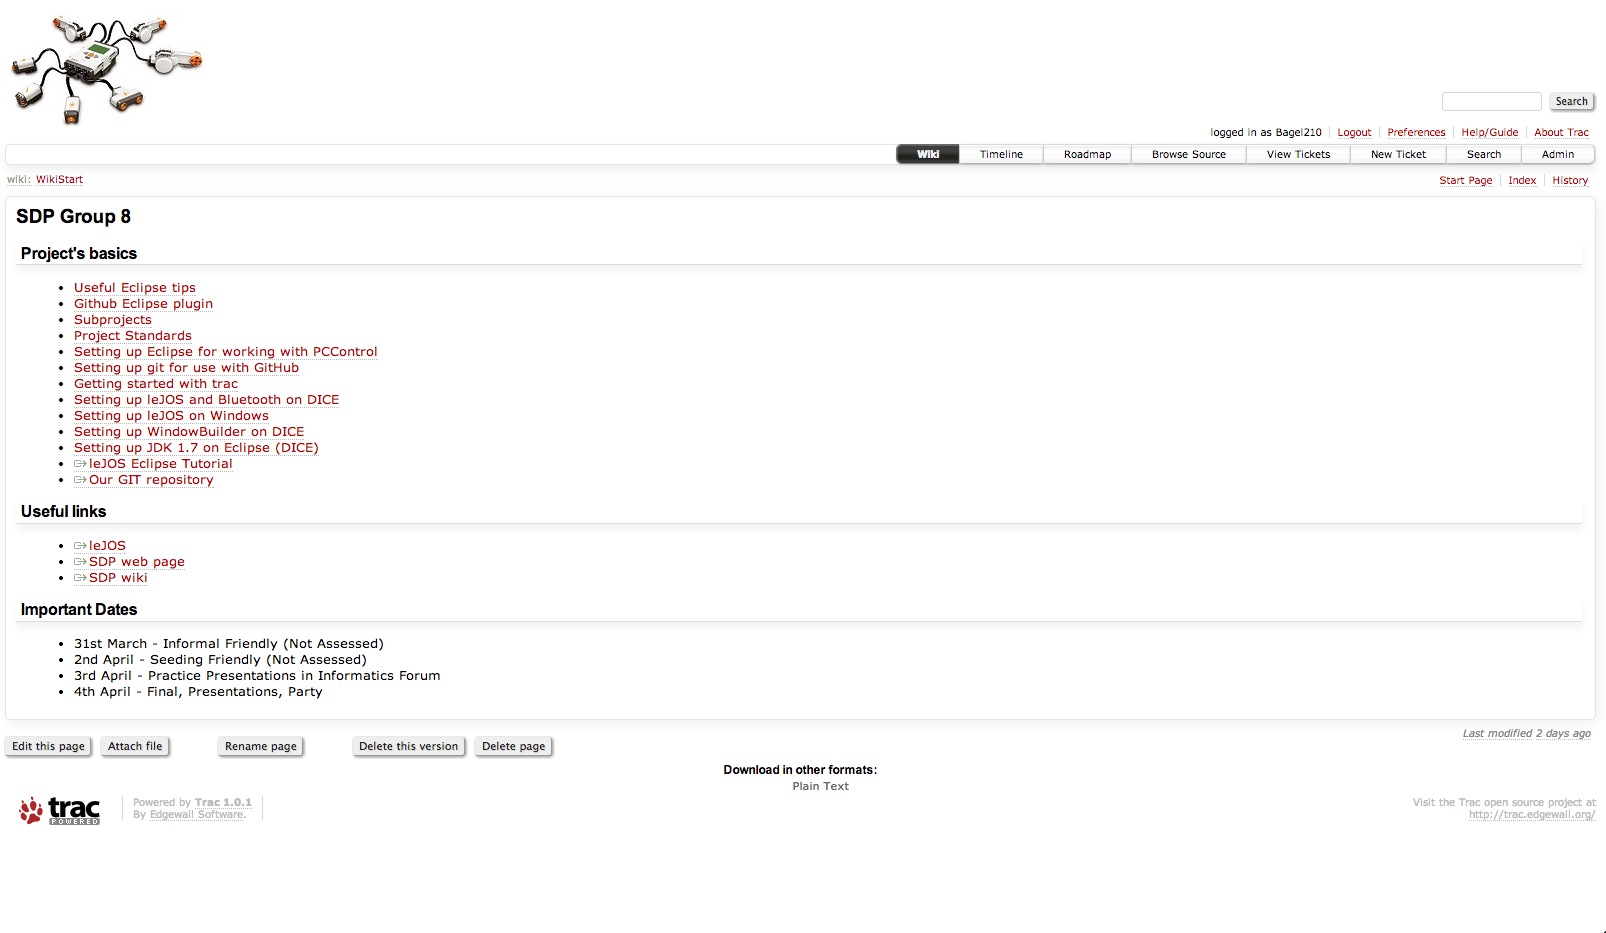 Search
logged in as Bagel210 Logout Preferences Help/Guide About Trac
Wiki Timeline Roadmap Browse Source View Tickets New Ticket Search Admin
wiki: WikiStart Start Page Index History
SDP Group 8
Project's basics
Useful Eclipse tips
Github Eclipse plugin
Subprojects
Project Standards
Setting up Eclipse for working with PCControl
Setting up git for use with GitHub
Getting started with trac
Setting up leJOS and Bluetooth on DICE
Setting up leJOS on Windows
Setting up WindowBuilder on DICE
Setting up JDK 1.7 on Eclipse (DICE)
leJOS Eclipse Tutorial
Our GIT repository
Useful links
leJOS
SDP web page
SDP wiki
Important Dates
31st March - Informal Friendly (Not Assessed)
2nd April - Seeding Friendly (Not Assessed)
3rd April - Practice Presentations in Informatics Forum
4th April - Final, Presentations, Party
Last modified 2 days ago
Edit this page Attach file Rename page Delete this version Delete page
Download in other formats:
Plain Text
trac
POWERED
Powered by Trac 1.0.1
By Edgewall Software.
Visit the Trac open source project at
http://trac.edgewall.org/